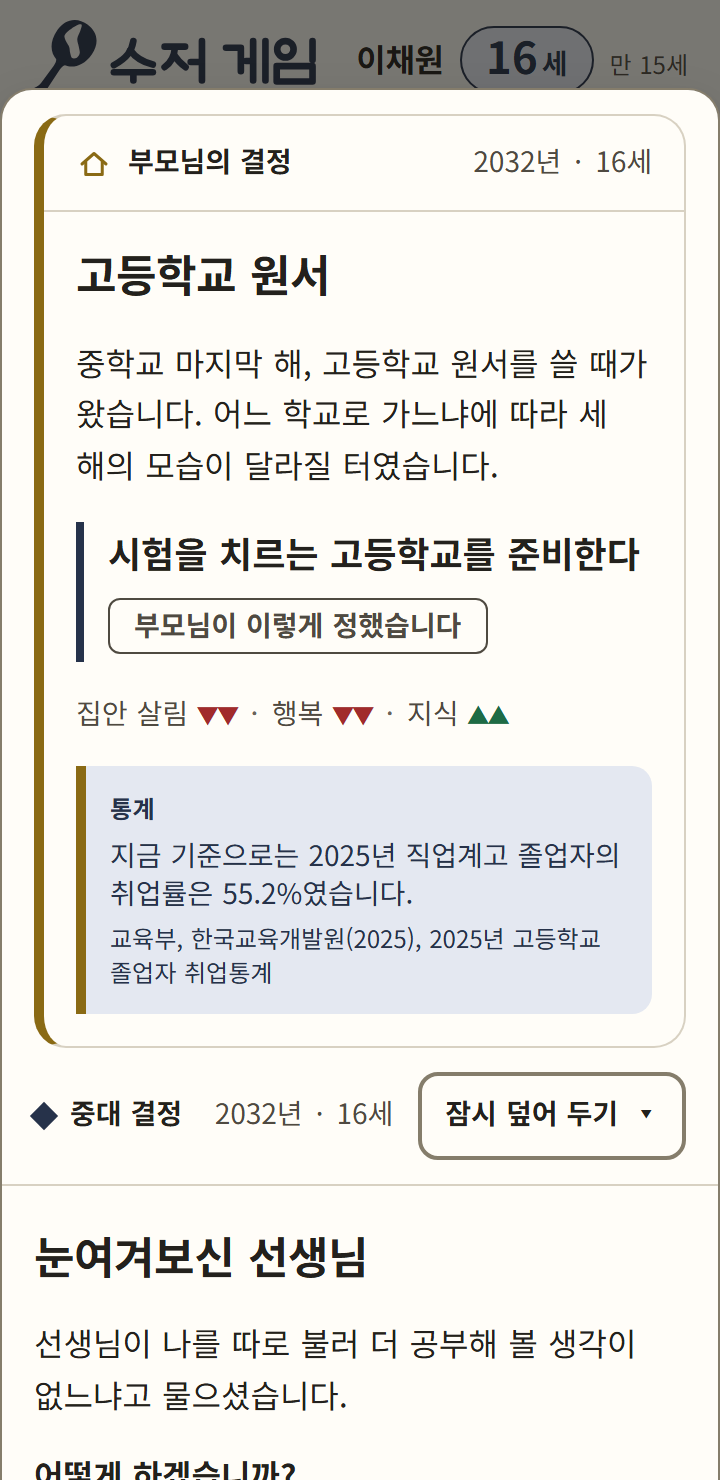 수저 게임 이채원 16세 만 15세
부모님의 결정 2032년 · 16세
고등학교 원서
중학교 마지막 해, 고등학교 원서를 쓸 때가
왔습니다. 어느 학교로 가느냐에 따라 세
해의 모습이 달라질 터였습니다.
시험을 치르는 고등학교를 준비한다
부모님이 이렇게 정했습니다
집안 살림 ▼▼ · 행복 ▼▼ · 지식 ▲▲
통계
지금 기준으로는 2025년 직업계고 졸업자의
취업률은 55.2%였습니다.
교육부, 한국교육개발원(2025), 2025년 고등학교
졸업자 취업통계
◆ 중대 결정 2032년 · 16세 잠시 덮어 두기 ▼
눈여겨보신 선생님
선생님이 나를 따로 불러 더 공부해 볼 생각이
없느냐고 물으셨습니다.
어떻게 하겠습니까?